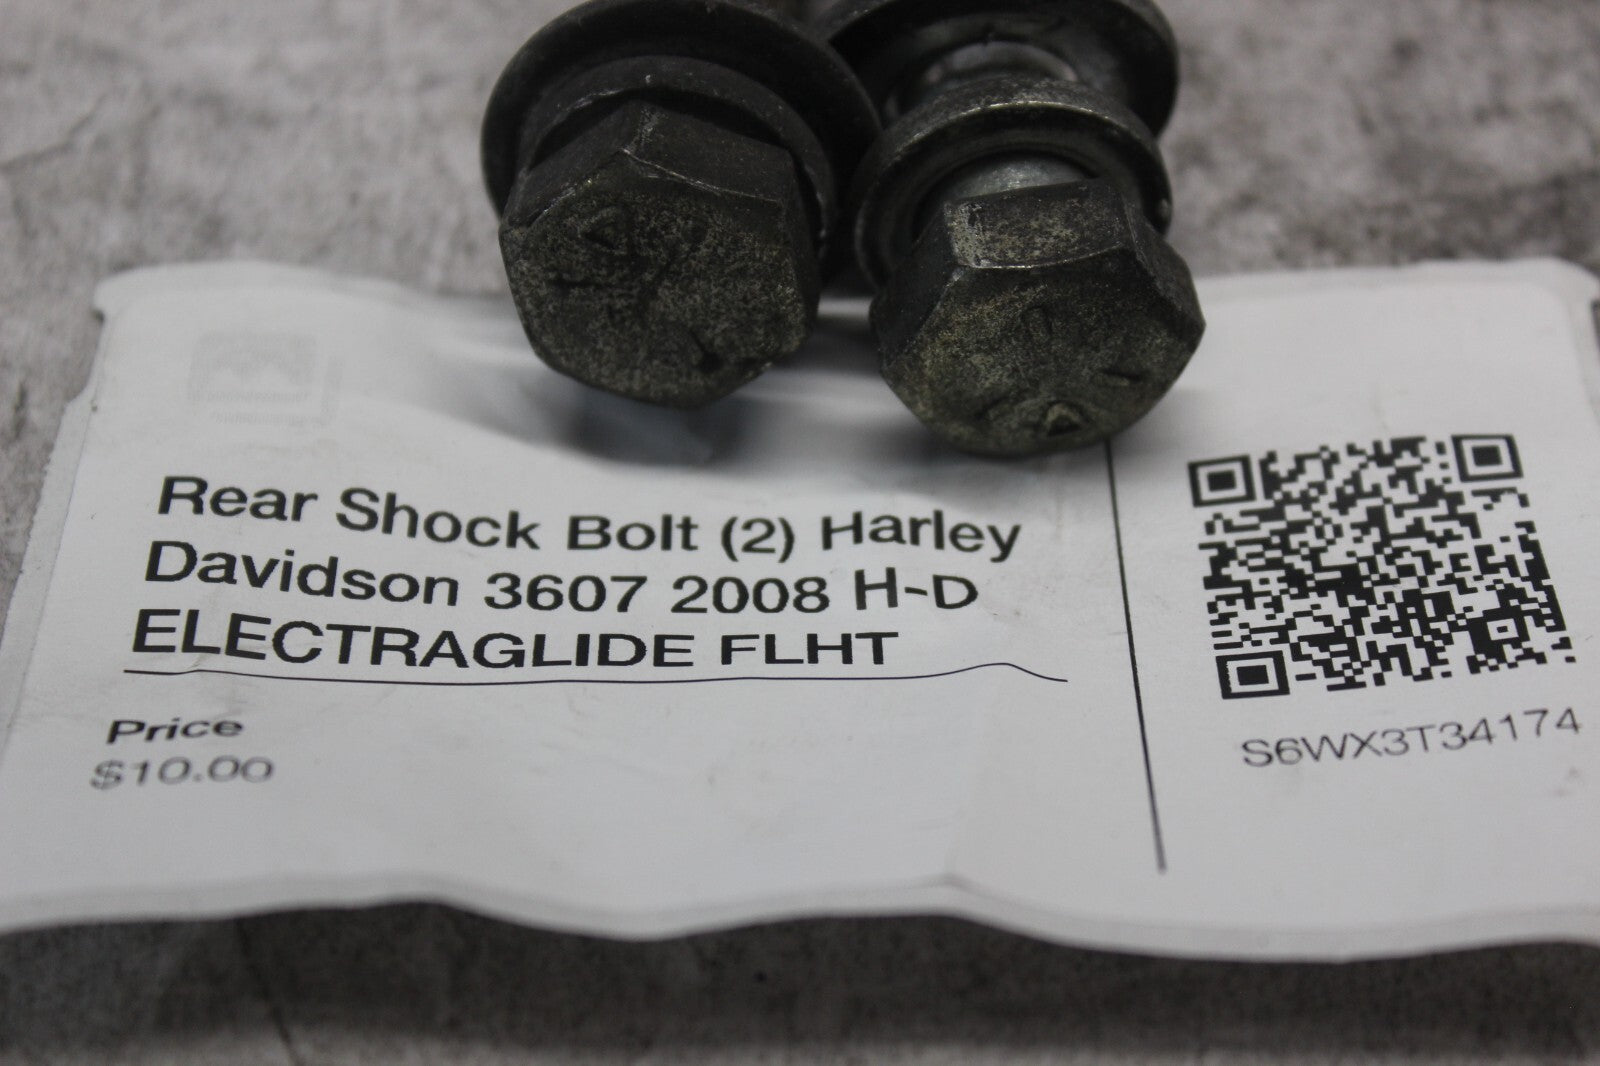 Rear Shock Bolt (2) Harley
Davidson 3607 2008 H-D
ELECTRAGLIDE FLHT
Price
$10.00
S6WX3T34174